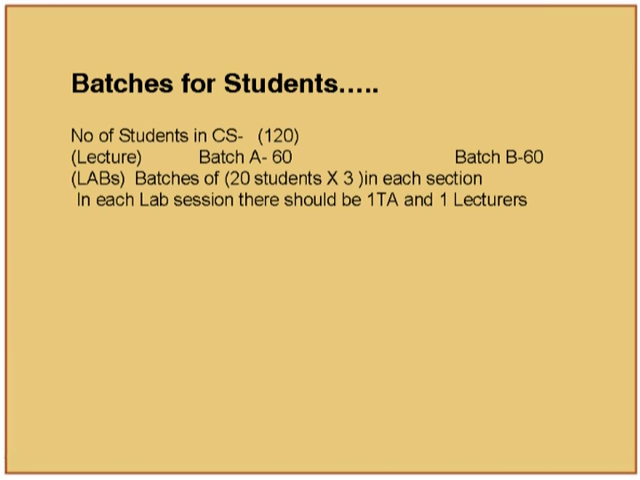 Batches for Students.....
No of Students in CS- (120)
(Lecture) Batch A- 60 Batch B-60
(LABs) Batches of (20 students X 3 )in each section
In each Lab session there should be 1TA and 1 Lecturers